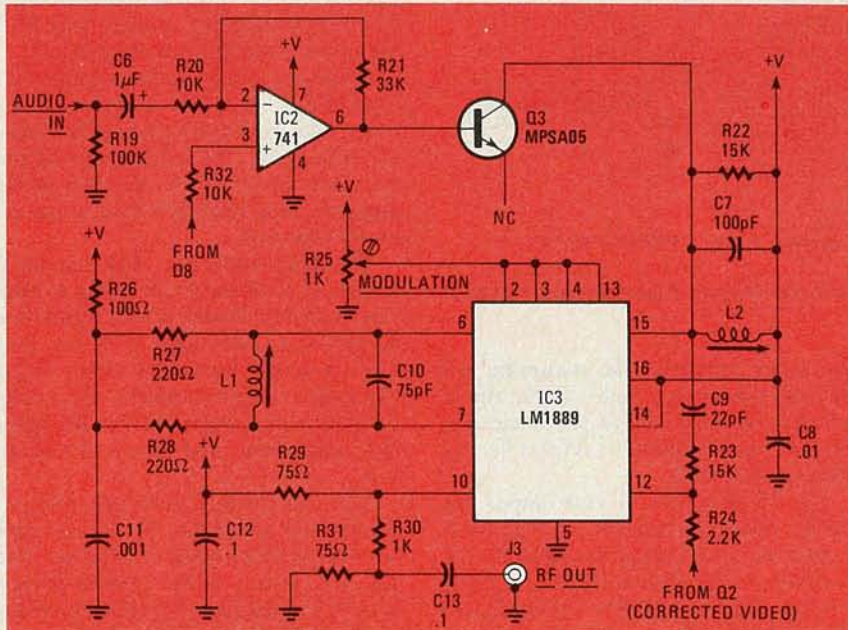 C6
1µF
+
R20
10K
+V
R21
33K
AUDIO
IN
R19
100K
2
-
7
IC2
741
6
3
+
4
R32
10K
FROM
D8
Q3
MPSA05
NC
+V
R22
15K
C7
100pF
+V
R25
1K
MODULATION
2
3
4
13
+V
R26
100Ω
R27
220Ω
L1
C10
75pF
R28
220Ω
6
7
10
IC3
LM1889
5
15
16
14
12
L2
C9
22pF
C8
.01
R23
15K
R24
2.2K
FROM Q2
(CORRECTED VIDEO)
+V
R29
75Ω
C11
.001
C12
.1
R31
75Ω
R30
1K
C13
.1
J3
RF OUT